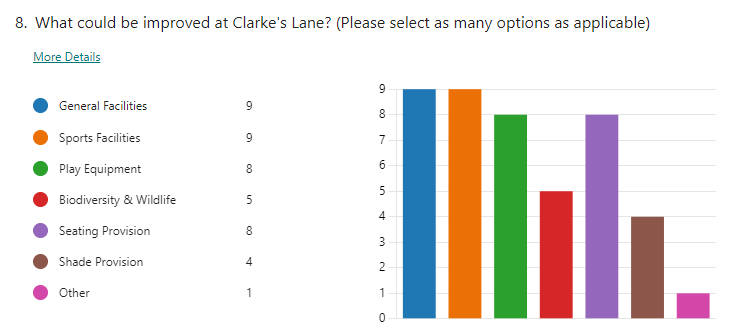 8. What could be improved at Clarke's Lane? (Please select as many options as applicable)
More Details
General Facilities 9
Sports Facilities 9
Play Equipment 8
Biodiversity & Wildlife 5
Seating Provision 8
Shade Provision 4
Other 1
9
8
7
6
5
4
3
2
1
0